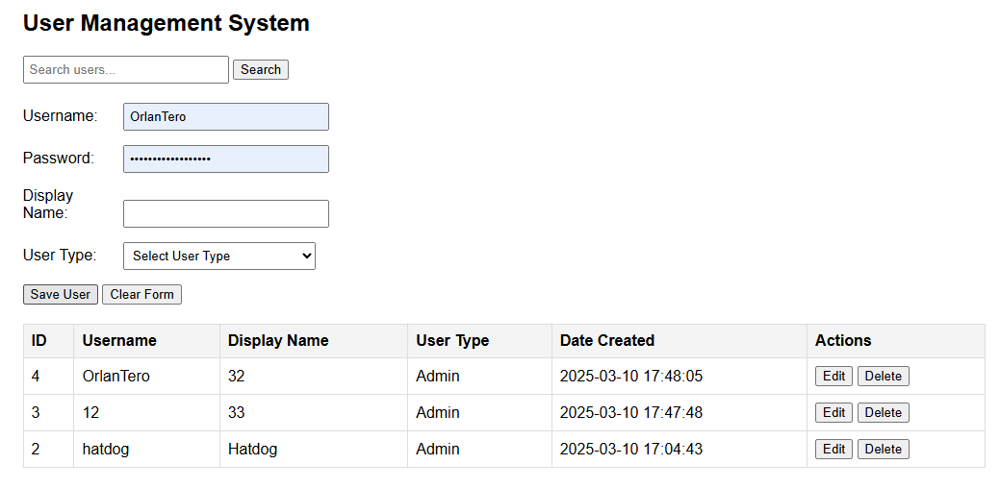 User Management System
Search users... Search
Username: OrlanTero
Password: ••••••••••••••••••
Display
Name:
User Type: Select User Type
Save User Clear Form
ID Username Display Name User Type Date Created Actions
4 OrlanTero 32 Admin 2025-03-10 17:48:05 Edit Delete
3 12 33 Admin 2025-03-10 17:47:48 Edit Delete
2 hatdog Hatdog Admin 2025-03-10 17:04:43 Edit Delete